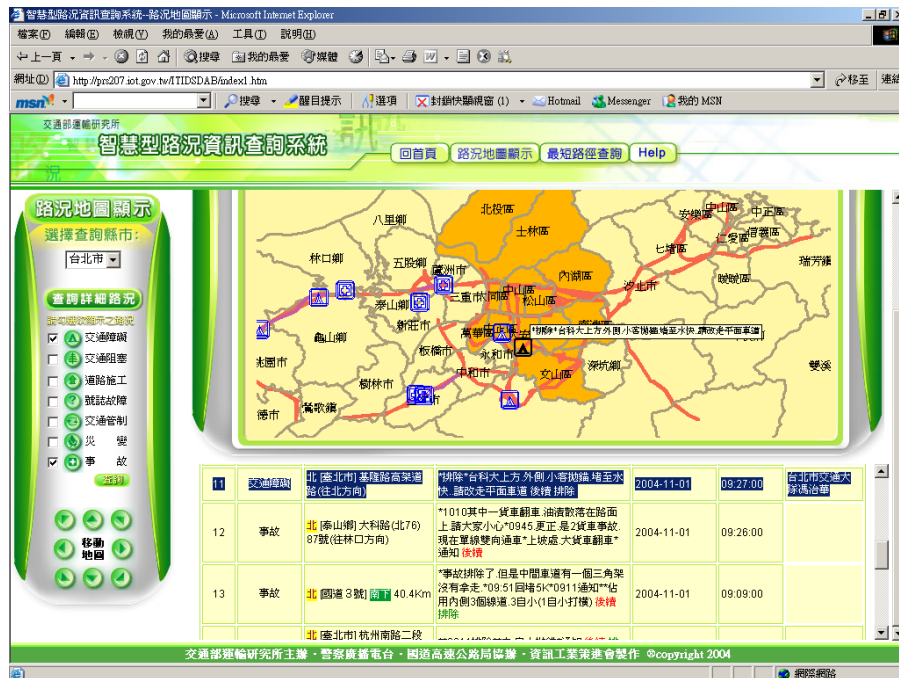 智慧型路況資訊查詢系統--路況地圖顯示 - Microsoft Internet Explorer
檔案(F) 編輯(E) 檢視(V) 我的最愛(A) 工具(T) 說明(H)
上一頁 搜尋 我的最愛 媒體
網址(D) http://prs207.iot.gov.tw/ITIDSDAB/index1.htm 移至 連結
msn 搜尋 醒目提示 選項 封鎖快顯視窗 (1) Hotmail Messenger 我的 MSN
交通部運輸研究所
智慧型路況資訊查詢系統
回首頁 路況地圖顯示 最短路徑查詢 Help
路況地圖顯示
選擇查詢縣市:
台北市
查詢詳細路況
請勾選欲顯示之路況
交通障礙
交通阻塞
道路施工
號誌故障
交通管制
災 變
事 故
查詢
移動
地圖
北投區 安樂區 中山區 中正區
八里鄉 士林區 仁愛區 信義區
林口鄉 五股鄉 蘆洲市 內湖區 七堵區 瑞芳鎮
汐止市 暖暖區
泰山鄉 三重市 大同區 中山區 松山區
龜山鄉 新莊市 萬華區
*排除*台科大上方.外側.小客拋錨.堵至水快..請改走平面車道
桃園市 板橋市 永和市
中和市 文山區 深坑鄉 雙溪
樹林市
鶯歌鎮
11 交通障礙 北 [臺北市] 基隆路高架道路(往北方向) *排除*台科大上方.外側.小客拋錨.堵至水快..請改走平面車道 後續 排除 2004-11-01 09:27:00 台北市交通大隊馮治華
12 事故 北 [泰山鄉] 大科路(北76) 87號(往林口方向) *1010其中一貨車翻車.油漬散落在路面上.請大家小心*0945.更正.是2貨車事故.現在單線雙向通車*上坡處.大貨車翻車*通知 後續 2004-11-01 09:26:00
13 事故 北 [國道3號] 南下 40.4Km *事故排除了.但是中間車道有一個三角架沒有拿走.*09:51回堵5K*0911通知**佔用內側3個線道.3自小(1自小打橫) 後續 排除 2004-11-01 09:09:00
北 [臺北市] 杭州南路二段
交通部運輸研究所主辦‧警察廣播電台‧國道高速公路局協辦‧資訊工業策進會製作 ©copyright 2004
網際網路